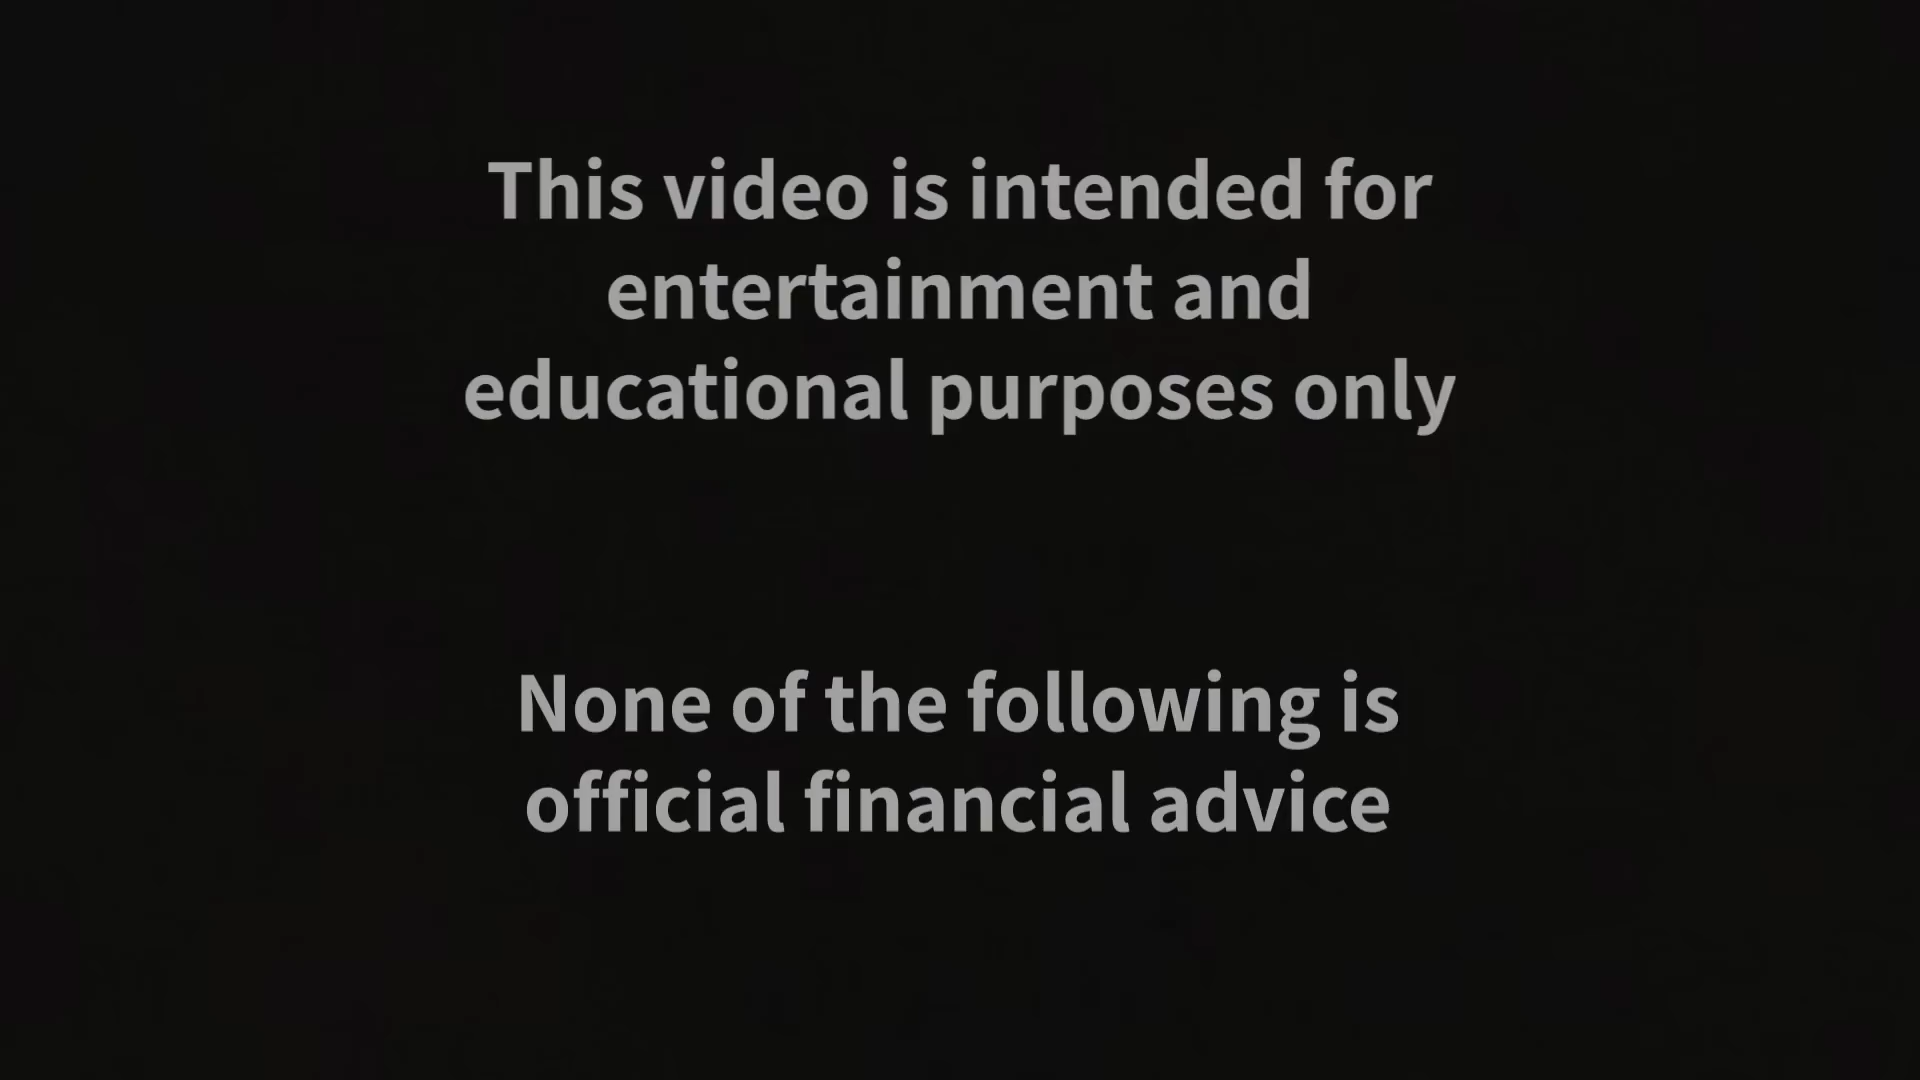 This video is intended for
entertainment and
educational purposes only
None of the following is
official financial advice